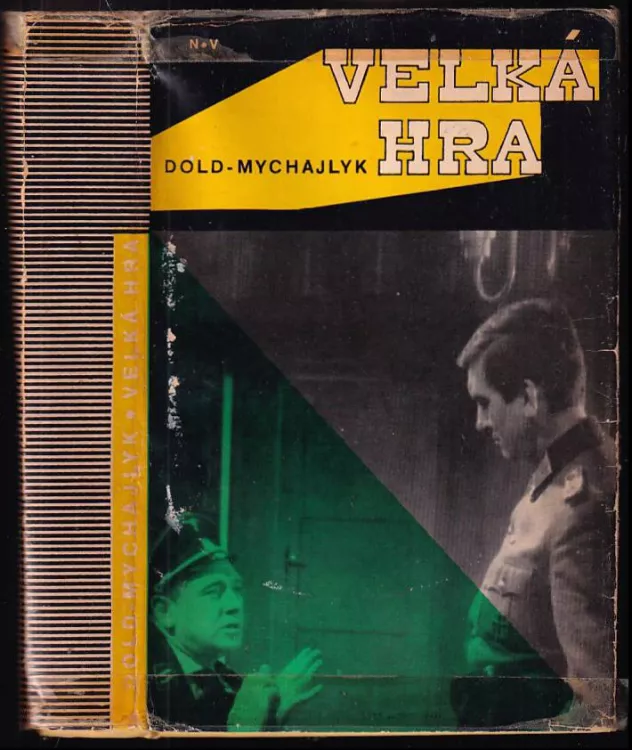 N•V
VELKÁ
HRA
DOLD-MYCHAJLYK
DOLD-MYCHAJLYK • VELKÁ HRA